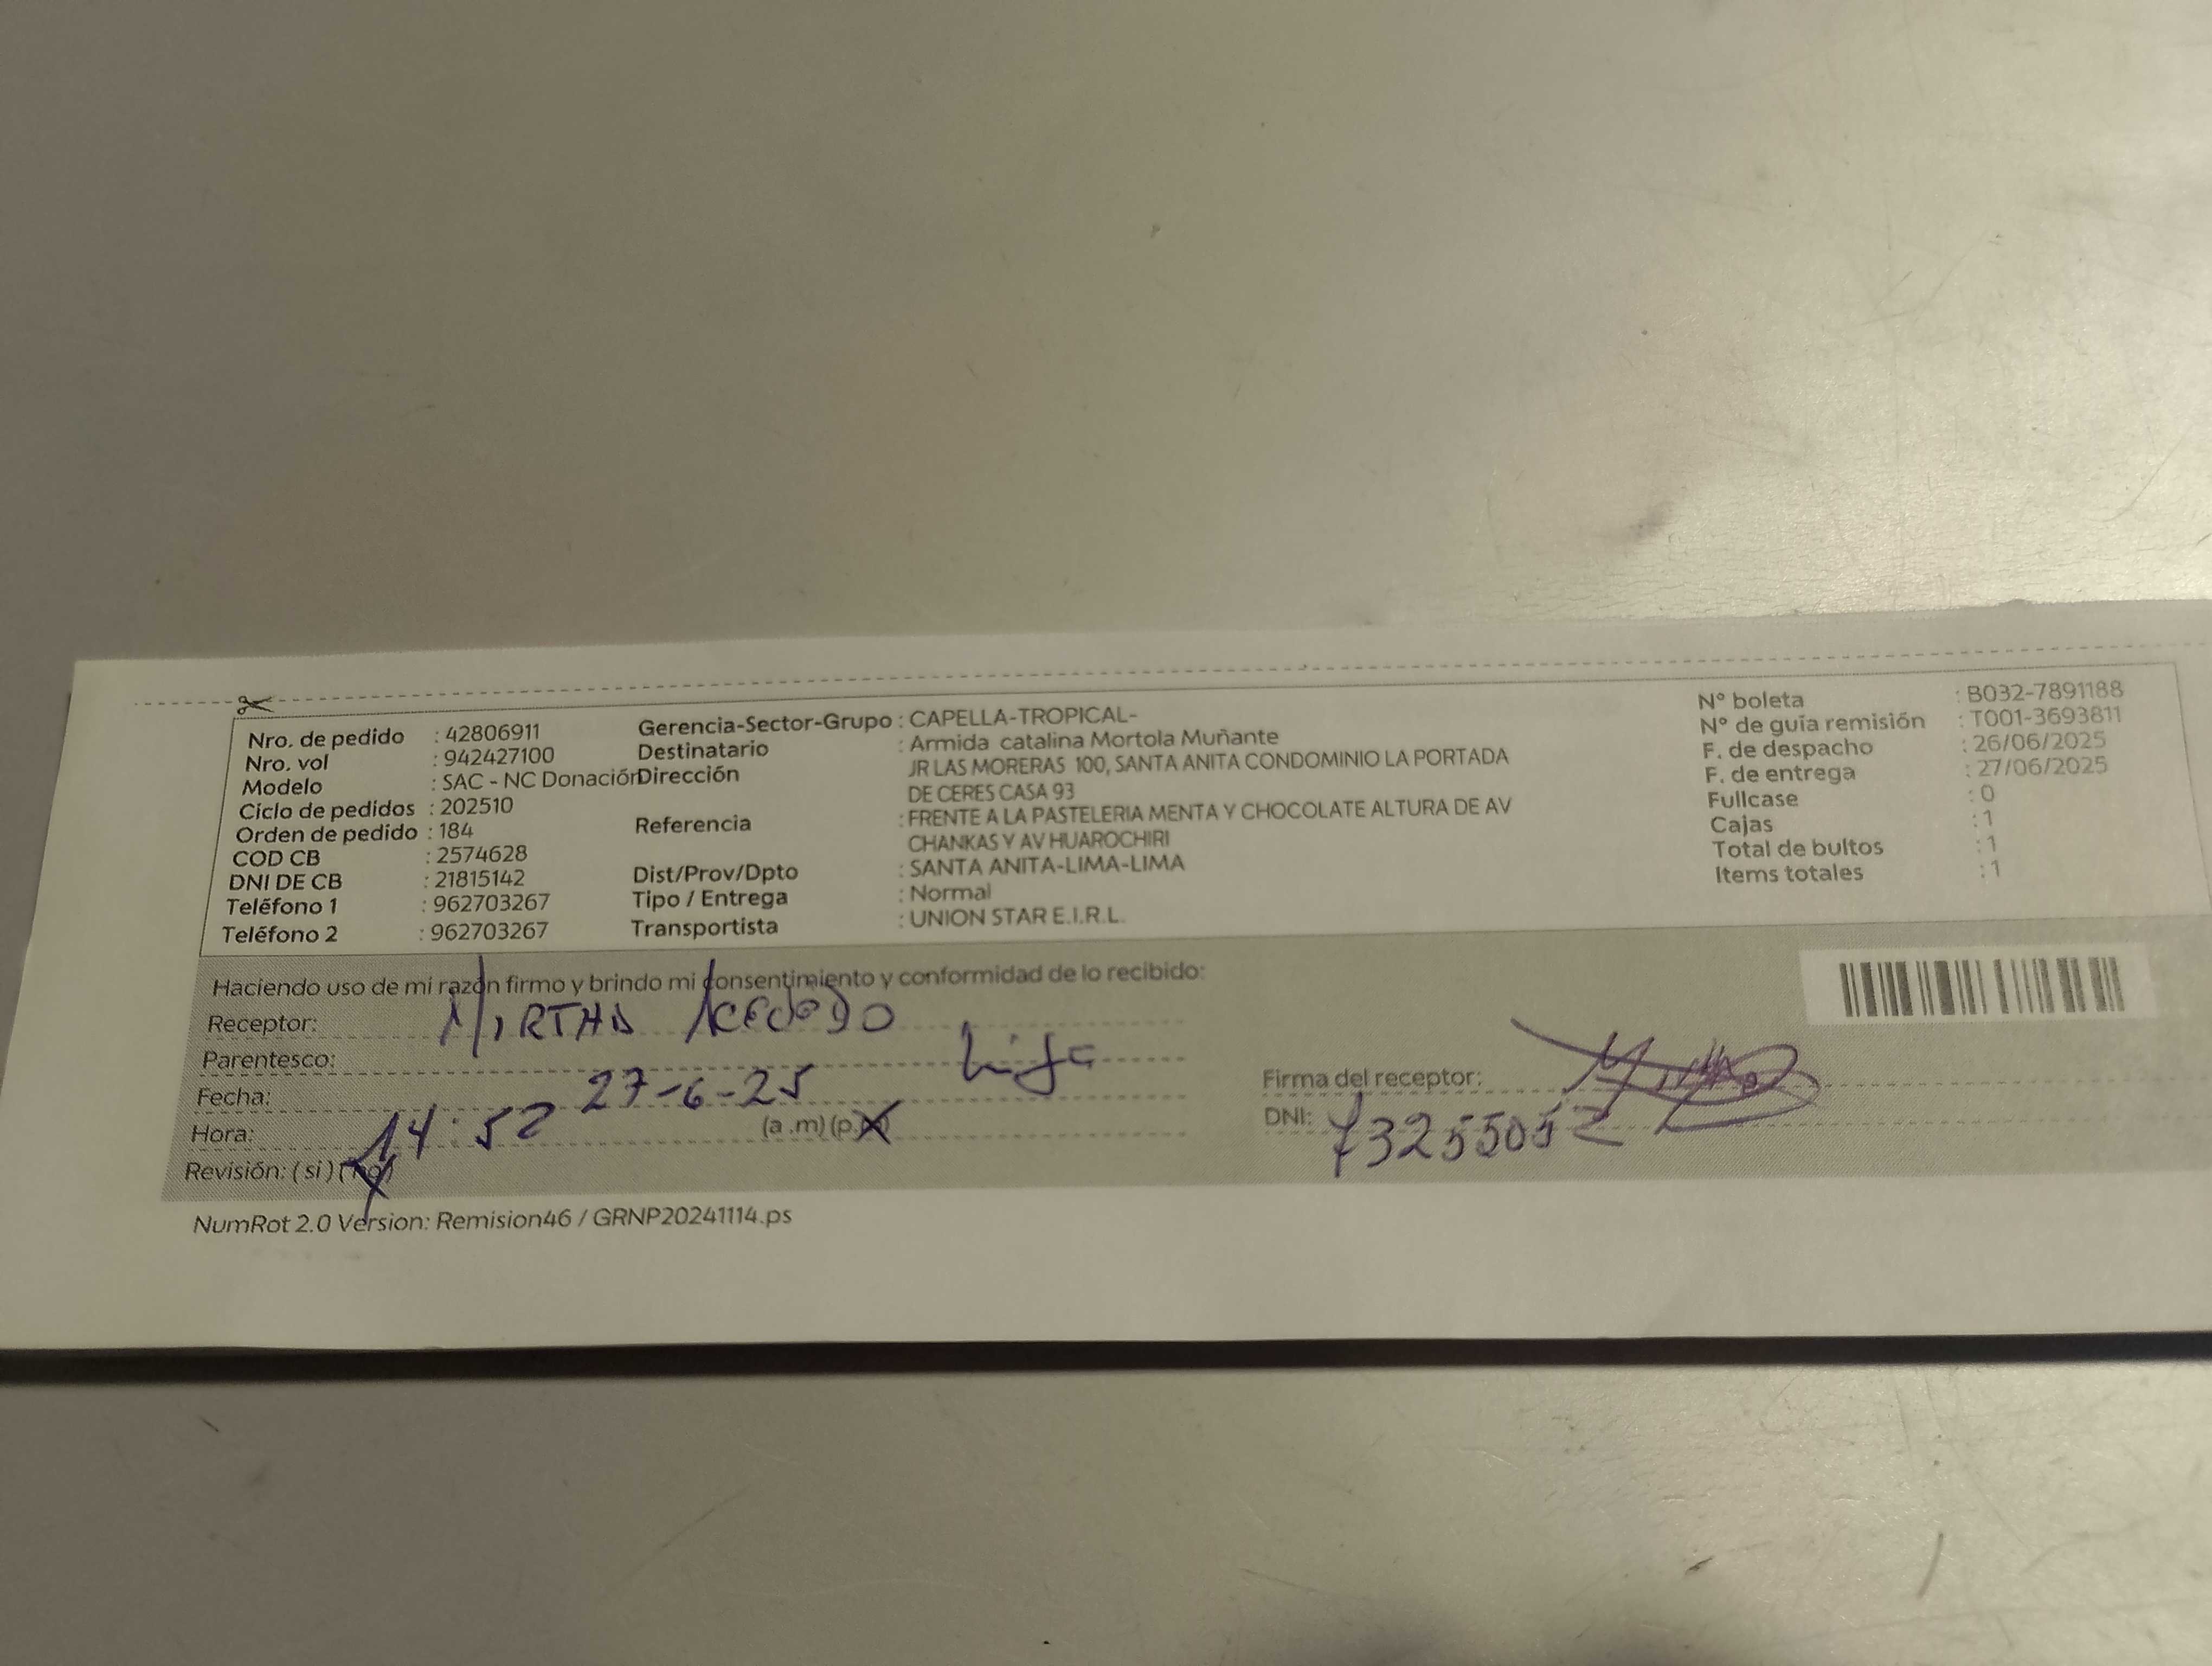 Nro. de pedido : 42806911
Nro. vol : 942427100
Modelo : SAC - NC Donación
Ciclo de pedidos : 202510
Orden de pedido : 184
COD CB : 2574628
DNI DE CB : 21815142
Teléfono 1 : 962703267
Teléfono 2 : 962703267
Gerencia-Sector-Grupo : CAPELLA-TROPICAL-
Destinatario : Armida catalina Mortola Muñante
Dirección JR LAS MORERAS 100, SANTA ANITA CONDOMINIO LA PORTADA
DE CERES CASA 93
Referencia : FRENTE A LA PASTELERIA MENTA Y CHOCOLATE ALTURA DE AV
CHANKAS Y AV HUAROCHIRI
Dist/Prov/Dpto : SANTA ANITA-LIMA-LIMA
Tipo / Entrega : Normal
Transportista : UNION STAR E.I.R.L.
N° boleta : B032-7891188
N° de guía remisión : T001-3693811
F. de despacho : 26/06/2025
F. de entrega : 27/06/2025
Fullcase : 0
Cajas : 1
Total de bultos : 1
Items totales : 1
Haciendo uso de mi razón firmo y brindo mi consentimiento y conformidad de lo recibido:
Receptor: MIRTHA
Parentesco: hija
Fecha: 27-6-25
Hora: 14:52 (a .m) (p.m)
Revisión: ( si ) ( no )
Firma del receptor:
DNI: 73255052
NumRot 2.0 Version: Remision46 / GRNP20241114.ps